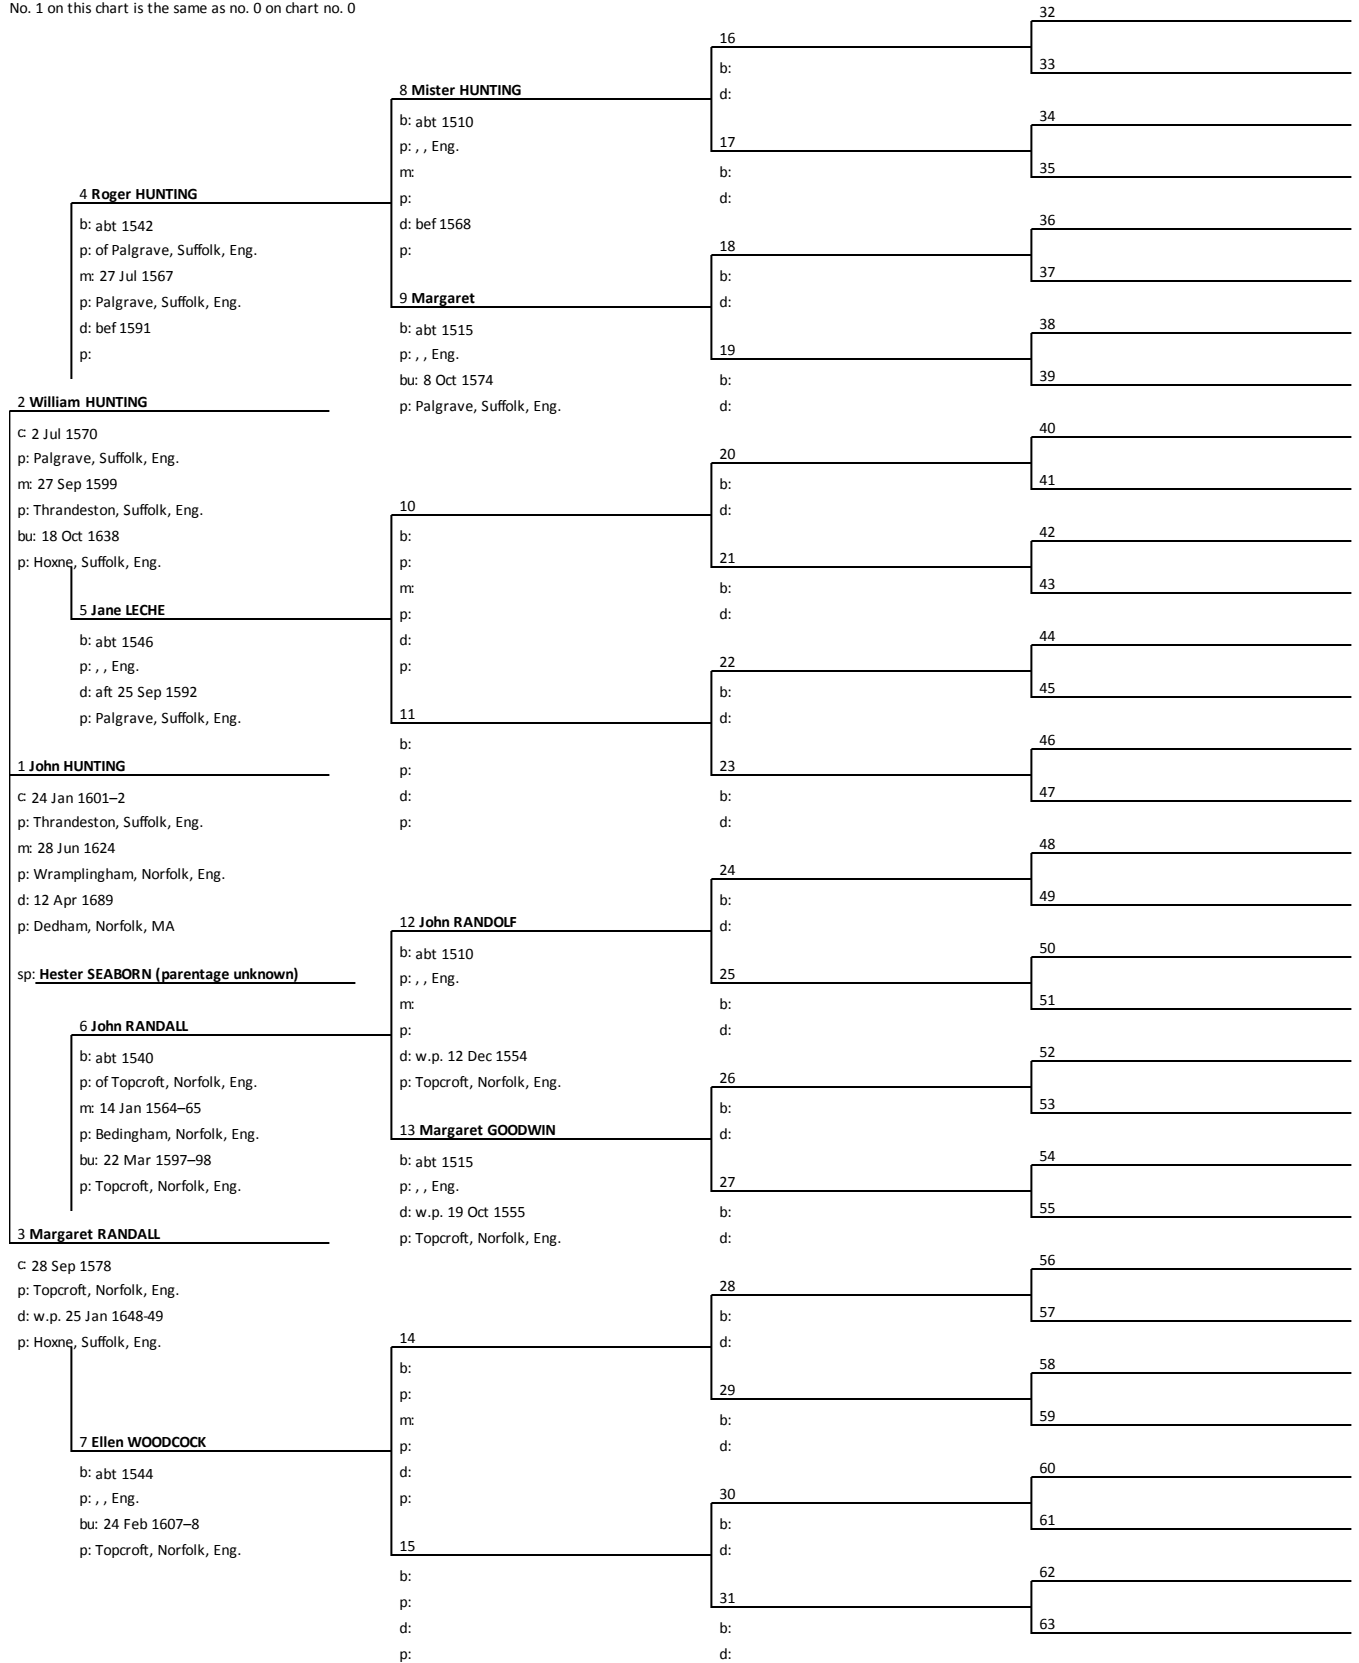 No. 1 on this chart is the same as no. 0 on chart no. 0
2 William HUNTING
c: 2 Jul 1570
p: Palgrave, Suffolk, Eng.
m: 27 Sep 1599
p: Thrandeston, Suffolk, Eng.
bu: 18 Oct 1638
p: Hoxne, Suffolk, Eng.
1 John HUNTING
c: 24 Jan 1601–2
p: Thrandeston, Suffolk, Eng.
m: 28 Jun 1624
p: Wramplingham, Norfolk, Eng.
d: 12 Apr 1689
p: Dedham, Norfolk, MA
sp: Hester SEABORN (parentage unknown)
3 Margaret RANDALL
c: 28 Sep 1578
p: Topcroft, Norfolk, Eng.
d: w.p. 25 Jan 1648-49
p: Hoxne, Suffolk, Eng.
4 Roger HUNTING
b: abt 1542
p: of Palgrave, Suffolk, Eng.
m: 27 Jul 1567
p: Palgrave, Suffolk, Eng.
d: bef 1591
p:
5 Jane LECHE
b: abt 1546
p: , , Eng.
d: aft 25 Sep 1592
p: Palgrave, Suffolk, Eng.
6 John RANDALL
b: abt 1540
p: of Topcroft, Norfolk, Eng.
m: 14 Jan 1564–65
p: Bedingham, Norfolk, Eng.
bu: 22 Mar 1597–98
p: Topcroft, Norfolk, Eng.
7 Ellen WOODCOCK
b: abt 1544
p: , , Eng.
bu: 24 Feb 1607–8
p: Topcroft, Norfolk, Eng.
8 Mister HUNTING
b: abt 1510
p: , , Eng.
m:
p:
d: bef 1568
p:
9 Margaret
b: abt 1515
p: , , Eng.
bu: 8 Oct 1574
p: Palgrave, Suffolk, Eng.
10
b:
p:
m:
p:
d:
p:
11
b:
p:
d:
p:
12 John RANDOLF
b: abt 1510
p: , , Eng.
m:
p:
d: w.p. 12 Dec 1554
p: Topcroft, Norfolk, Eng.
13 Margaret GOODWIN
b: abt 1515
p: , , Eng.
d: w.p. 19 Oct 1555
p: Topcroft, Norfolk, Eng.
14
b:
p:
m:
p:
d:
p:
15
b:
p:
d:
p:
16
b:
d:
17
b:
d:
18
b:
d:
19
b:
d:
20
b:
d:
21
b:
d:
22
b:
d:
23
b:
d:
24
b:
d:
25
b:
d:
26
b:
d:
27
b:
d:
28
b:
d:
29
b:
d:
30
b:
d:
31
b:
d:
32
33
34
35
36
37
38
39
40
41
42
43
44
45
46
47
48
49
50
51
52
53
54
55
56
57
58
59
60
61
62
63